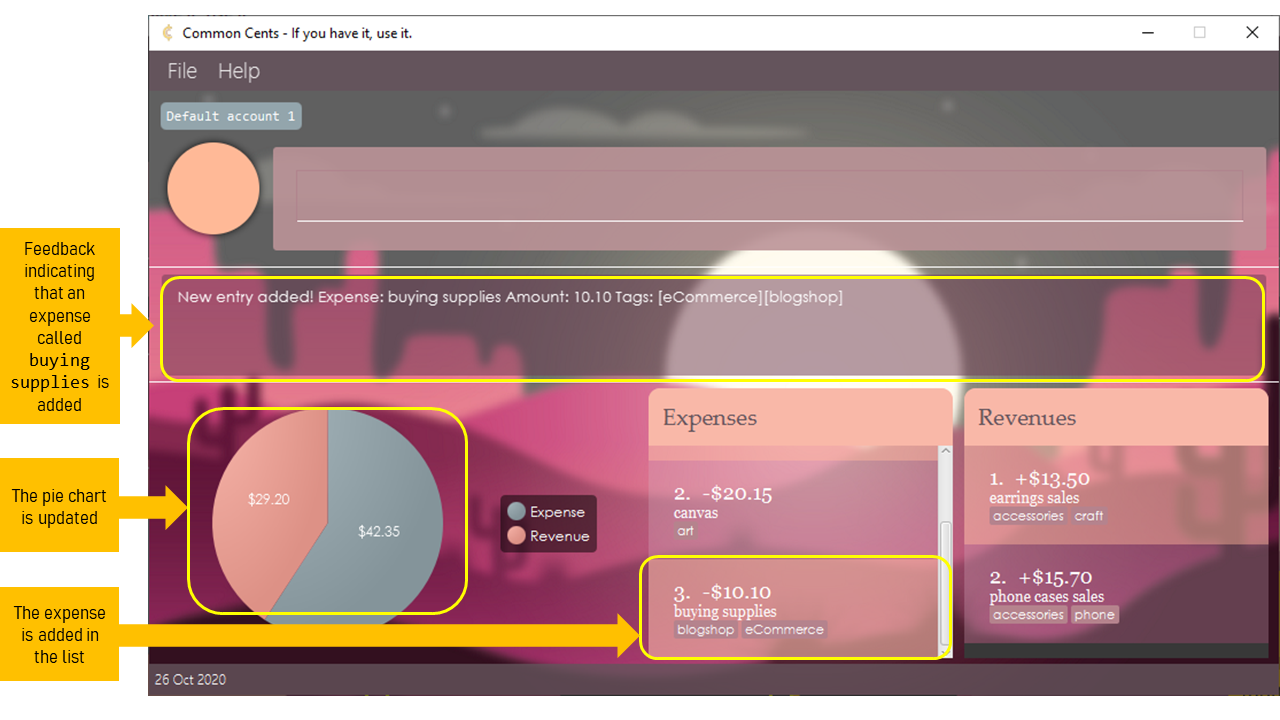 Common Cents - If you have it, use it.
File Help
Default account 1
Feedback
indicating
that an
expense
called
buying
supplies is
added
New entry added! Expense: buying supplies Amount: 10.10 Tags: [eCommerce][blogshop]
The pie chart
is updated
$29.20
$42.35
Expense
Revenue
The expense
is added in
the list
Expenses
2. -$20.15
canvas
art
3. -$10.10
buying supplies
blogshop eCommerce
Revenues
1. +$13.50
earrings sales
accessories craft
2. +$15.70
phone cases sales
accessories phone
26 Oct 2020